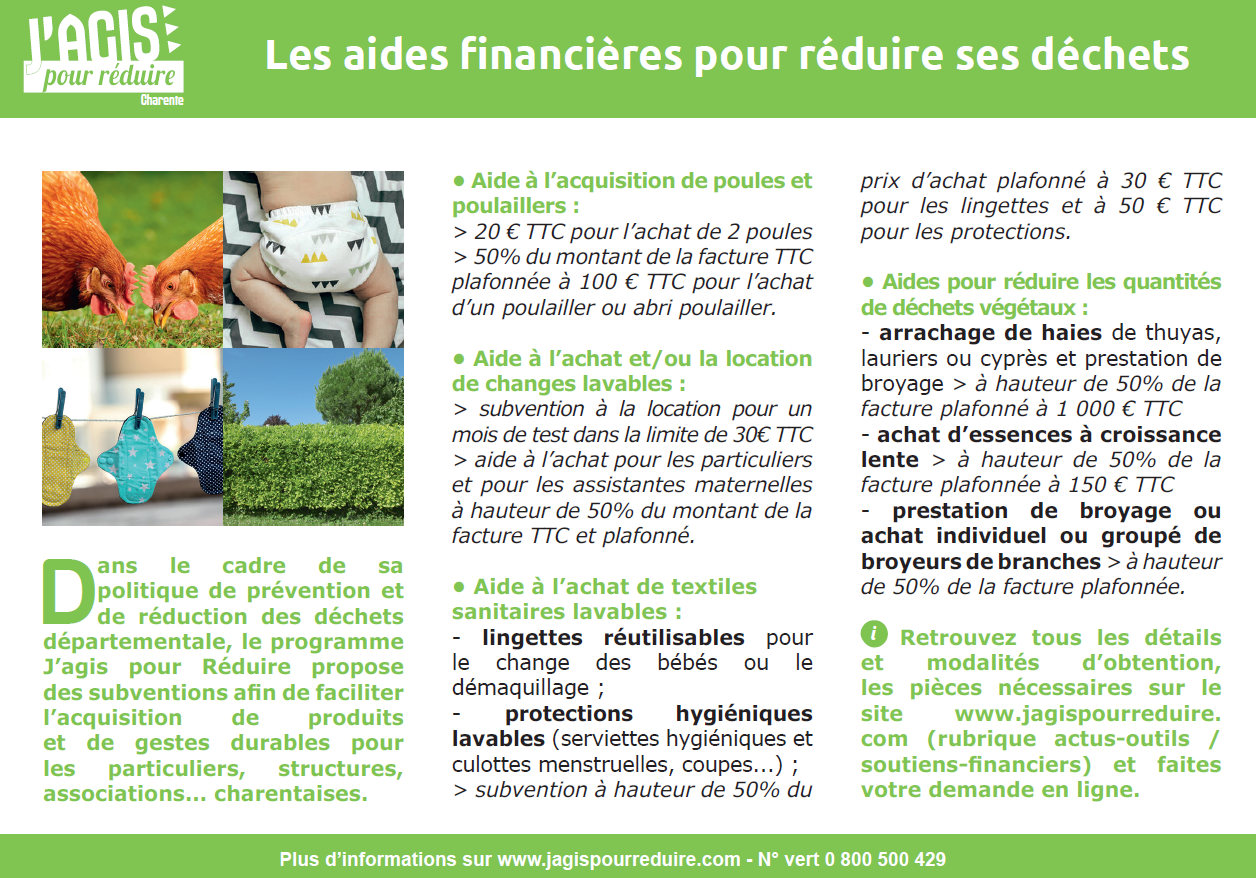 J'AGIS
pour réduire
Charente
Les aides financières pour réduire ses déchets
Dans le cadre de sa
politique de prévention et
de réduction des déchets
départementale, le programme
J'agis pour Réduire propose
des subventions afin de faciliter
l'acquisition de produits
et de gestes durables pour
les particuliers, structures,
associations... charentaises.
• Aide à l'acquisition de poules et
poulaillers :
> 20 € TTC pour l'achat de 2 poules
> 50% du montant de la facture TTC
plafonnée à 100 € TTC pour l'achat
d'un poulailler ou abri poulailler.
• Aide à l'achat et/ou la location
de changes lavables :
> subvention à la location pour un
mois de test dans la limite de 30€ TTC
> aide à l'achat pour les particuliers
et pour les assistantes maternelles
à hauteur de 50% du montant de la
facture TTC et plafonné.
• Aide à l'achat de textiles
sanitaires lavables :
- lingettes réutilisables pour
le change des bébés ou le
démaquillage ;
- protections hygiéniques
lavables (serviettes hygiéniques et
culottes menstruelles, coupes...) ;
> subvention à hauteur de 50% du
prix d'achat plafonné à 30 € TTC
pour les lingettes et à 50 € TTC
pour les protections.
• Aides pour réduire les quantités
de déchets végétaux :
- arrachage de haies de thuyas,
lauriers ou cyprès et prestation de
broyage > à hauteur de 50% de la
facture plafonné à 1 000 € TTC
- achat d'essences à croissance
lente > à hauteur de 50% de la
facture plafonnée à 150 € TTC
- prestation de broyage ou
achat individuel ou groupé de
broyeurs de branches > à hauteur
de 50% de la facture plafonnée.
i Retrouvez tous les détails
et modalités d'obtention,
les pièces nécessaires sur le
site www.jagispourreduire.
com (rubrique actus-outils /
soutiens-financiers) et faites
votre demande en ligne.
Plus d'informations sur www.jagispourreduire.com - N° vert 0 800 500 429